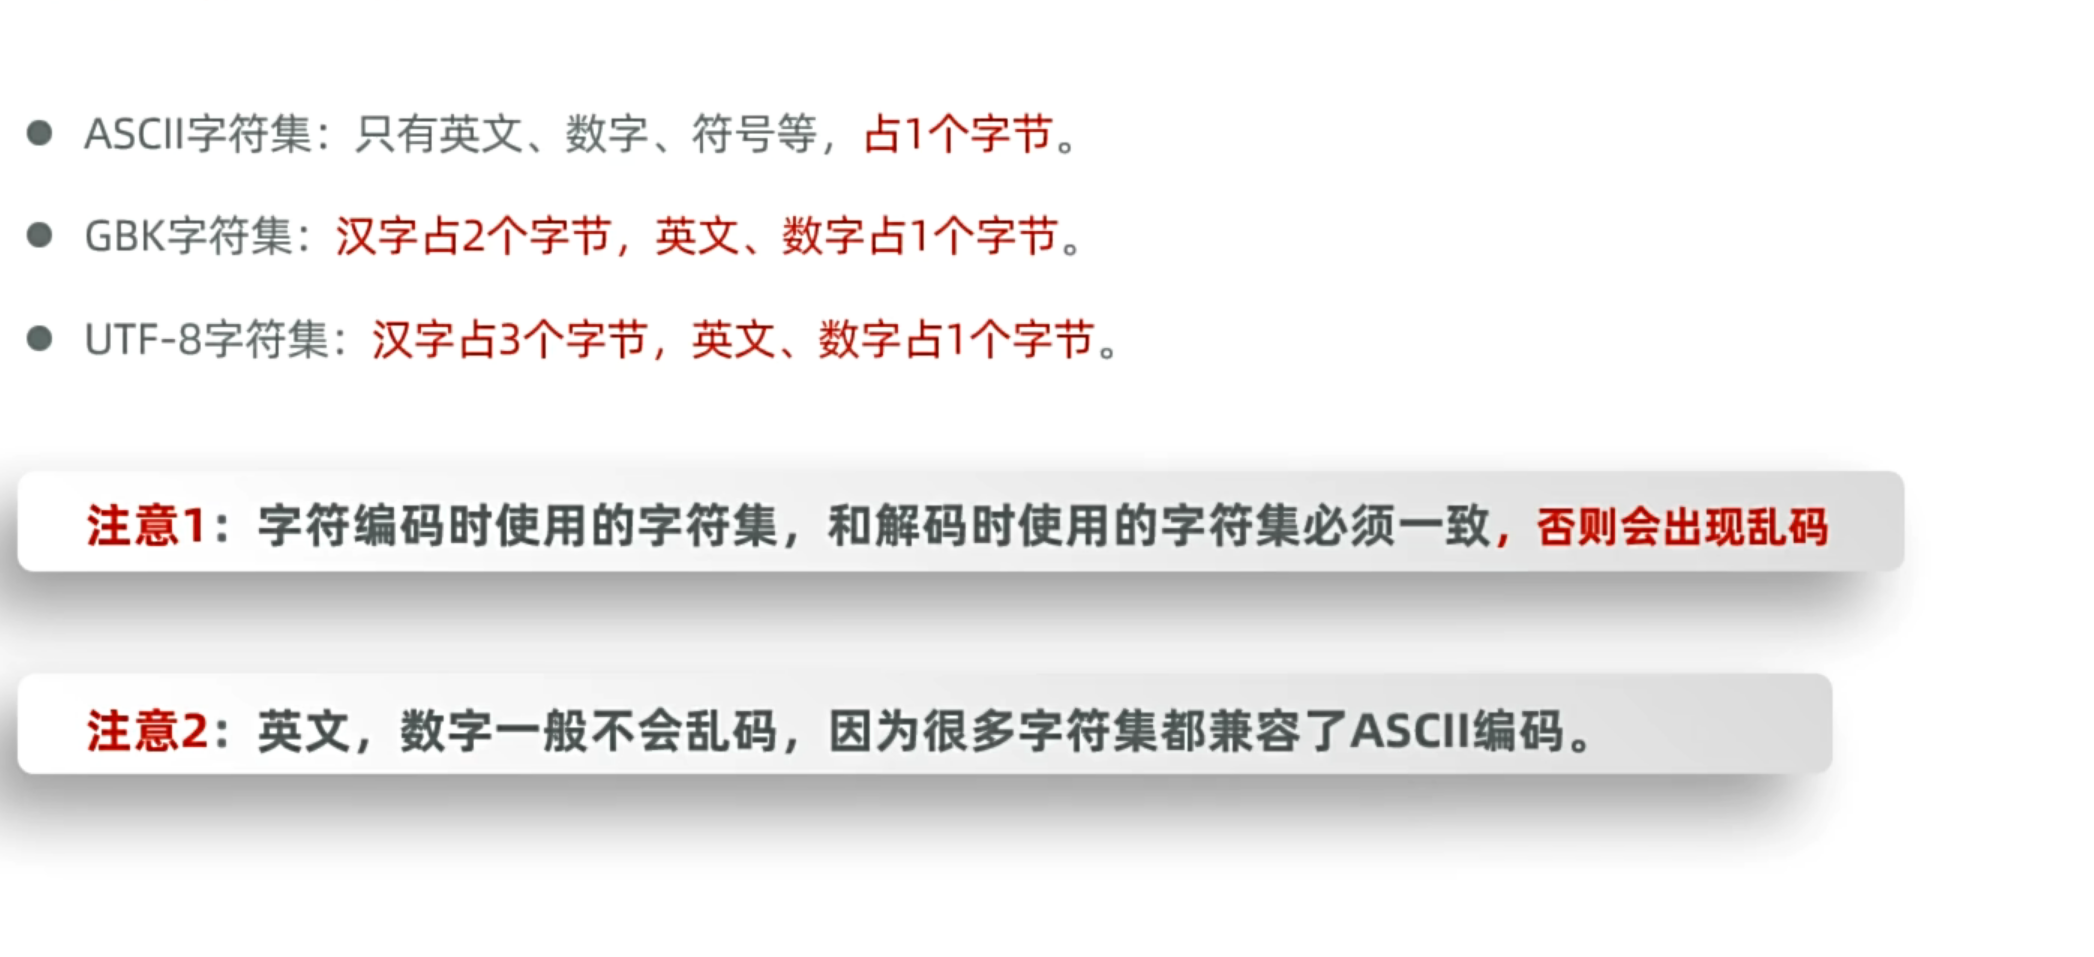 ASCII字符集：只有英文、数字、符号等，占1个字节。
GBK字符集：汉字占2个字节，英文、数字占1个字节。
UTF-8字符集：汉字占3个字节，英文、数字占1个字节。
注意1：字符编码时使用的字符集，和解码时使用的字符集必须一致，否则会出现乱码
注意2：英文，数字一般不会乱码，因为很多字符集都兼容了ASCII编码。